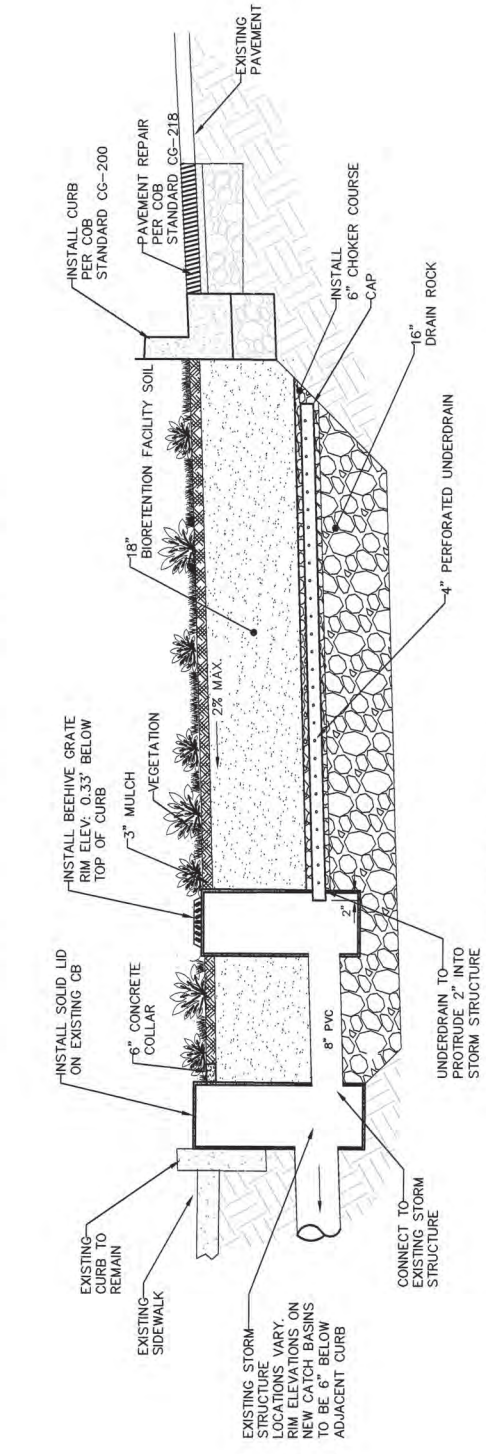 EXISTING
CURB TO
REMAIN
EXISTING
SIDEWALK
EXISTING STORM
STRUCTURE
LOCATIONS VARY.
RIM ELEVATIONS ON
NEW CATCH BASINS
TO BE 6" BELOW
ADJACENT CURB
INSTALL SOLID LID
ON EXISTING CB
6" CONCRETE
COLLAR
INSTALL BEEHIVE GRATE
RIM ELEV: 0.33' BELOW
TOP OF CURB
3" MULCH
VEGETATION
2% MAX.
18"
BIORETENTION FACILITY SOIL
INSTALL CURB
PER COB
STANDARD CG-200
PAVEMENT REPAIR
PER COB
STANDARD CG-218
EXISTING
PAVEMENT
INSTALL
6" CHOKER COURSE
CAP
16"
DRAIN ROCK
4" PERFORATED UNDERDRAIN
2"
8" PVC
UNDERDRAIN TO
PROTRUDE 2" INTO
STORM STRUCTURE
CONNECT TO
EXISTING STORM
STRUCTURE